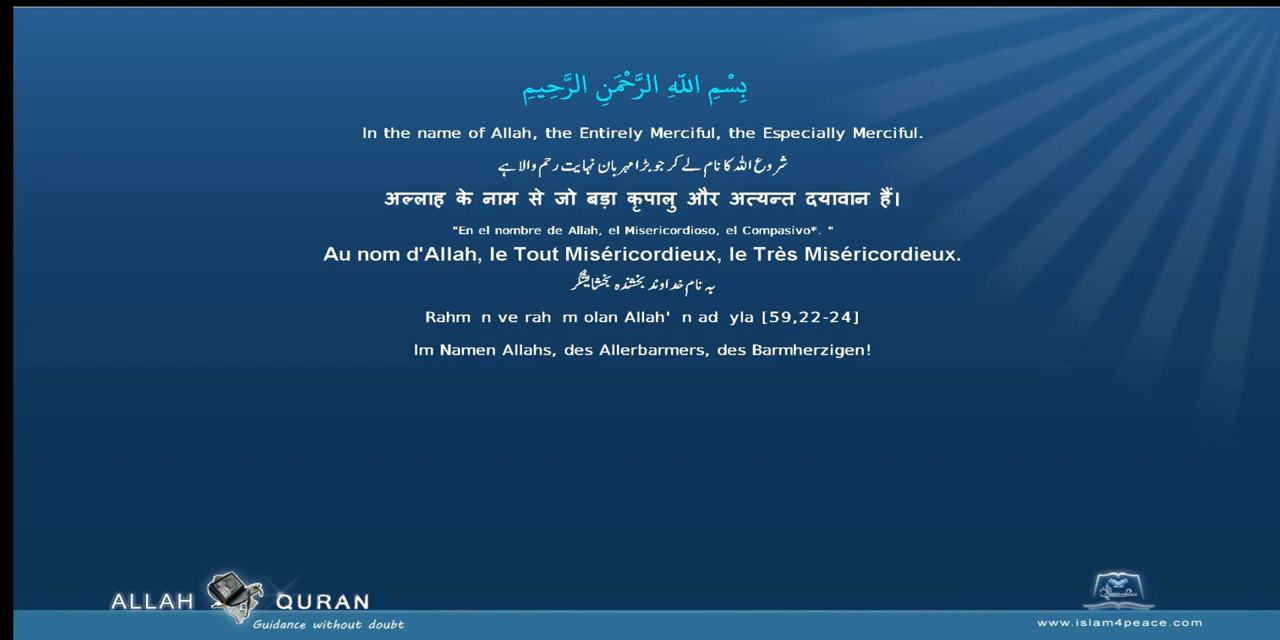 بِسْمِ اللّٰهِ الرَّحْمَنِ الرَّحِيمِ
In the name of Allah, the Entirely Merciful, the Especially Merciful.
شروع الله کا نام لے کر جو بڑا مہربان نہایت رحم والا ہے
अल्लाह के नाम से जो बड़ा कृपालु और अत्यन्त दयावान हैं।
"En el nombre de Allah, el Misericordioso, el Compasivo*. "
Au nom d'Allah, le Tout Miséricordieux, le Très Miséricordieux.
به نام خداوند بخشنده بخشایشگر
Rahm n ve rah m olan Allah' n ad yla [59,22-24]
Im Namen Allahs, des Allerbarmers, des Barmherzigen!
ALLAH QURAN
Guidance without doubt
www.islam4peace.com